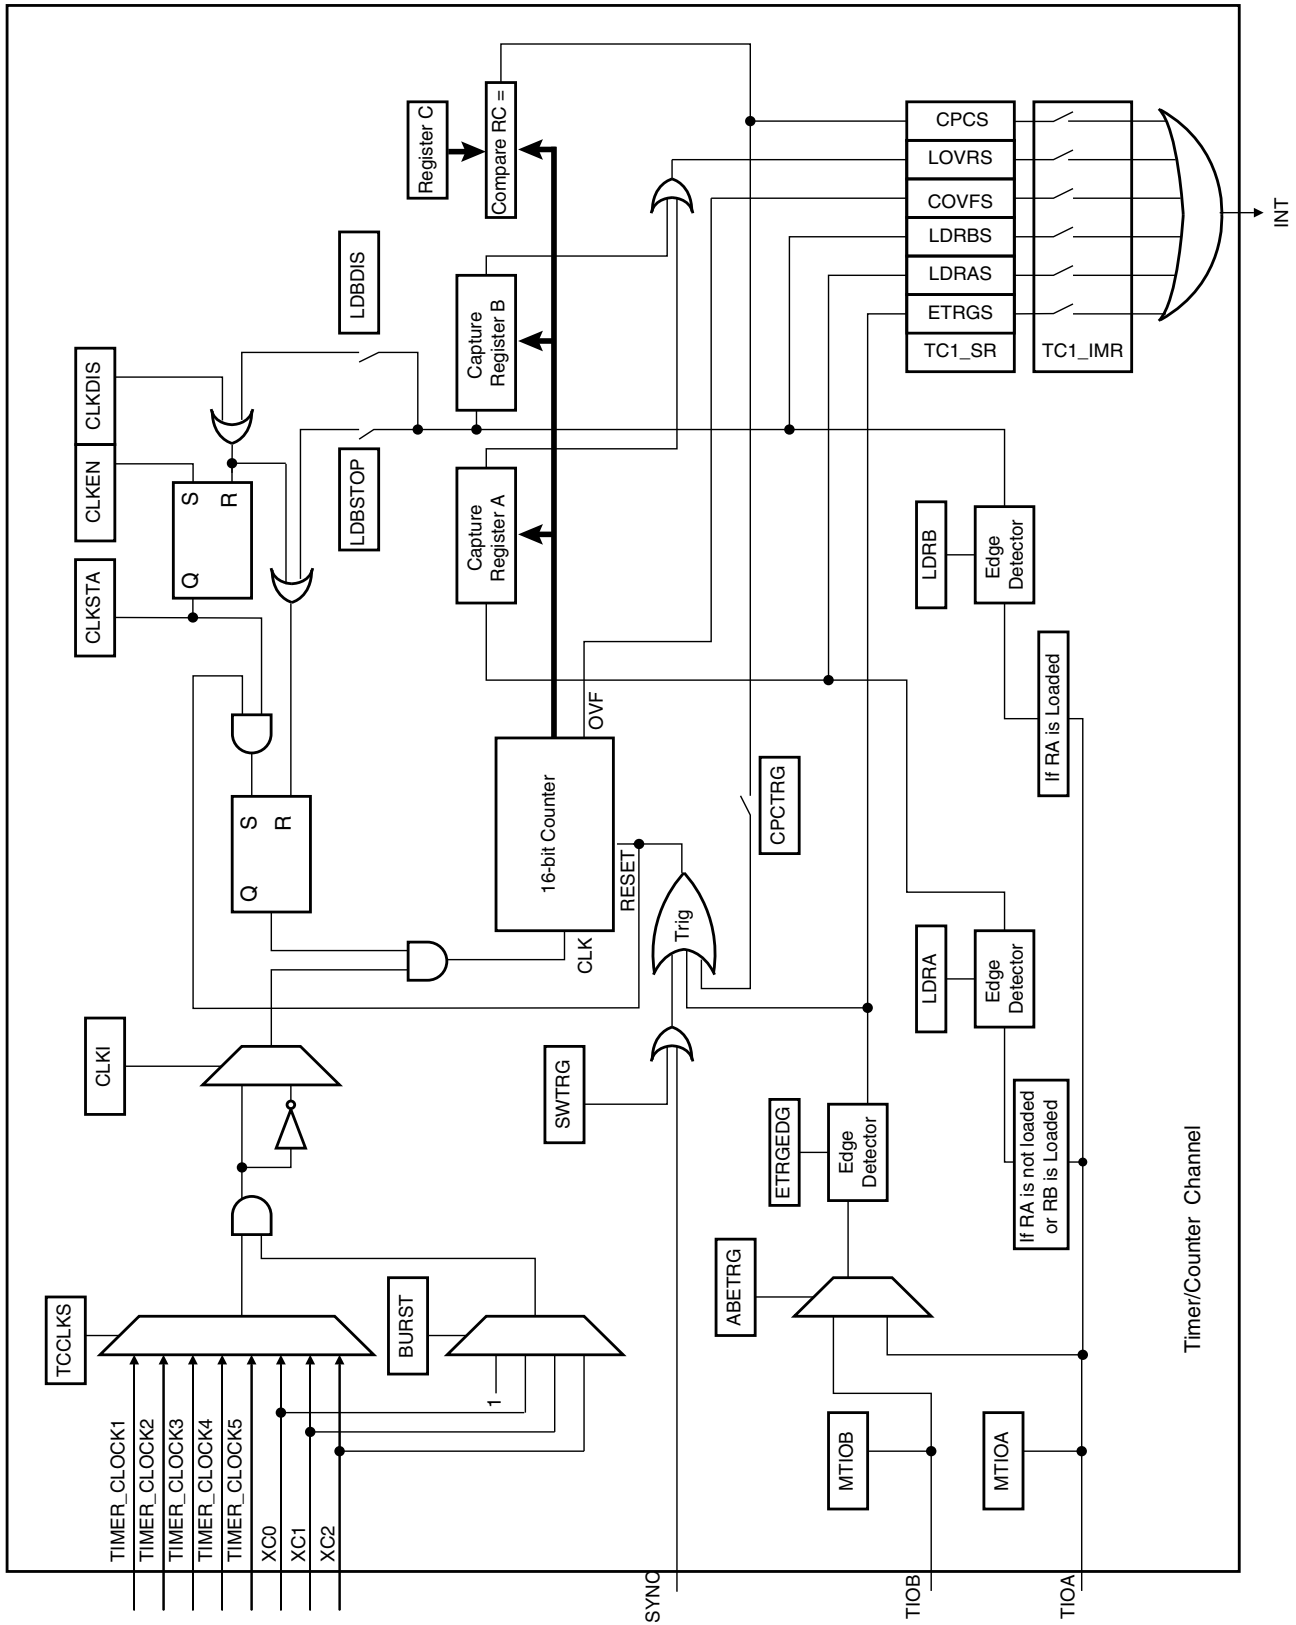 Register C
Compare RC =
CPCS
LOVRS
COVFS
LDRBS
LDRAS
ETRGS
TC1_SR
TC1_IMR
INT
LDBDIS
Capture
Register B
CLKDIS
CLKEN
CLKSTA
S
R
Q
LDBSTOP
Capture
Register A
LDRB
Edge
Detector
If RA is Loaded
OVF
S
R
Q
16-bit Counter
RESET
CLK
CPCTRG
Trig
LDRA
Edge
Detector
If RA is not loaded
or RB is Loaded
CLKI
SWTRG
ETRGEDG
Edge
Detector
ABETRG
Timer/Counter Channel
TCCLKS
BURST
1
MTIOB
MTIOA
TIMER_CLOCK1
TIMER_CLOCK2
TIMER_CLOCK3
TIMER_CLOCK4
TIMER_CLOCK5
XC0
XC1
XC2
SYNC
TIOB
TIOA